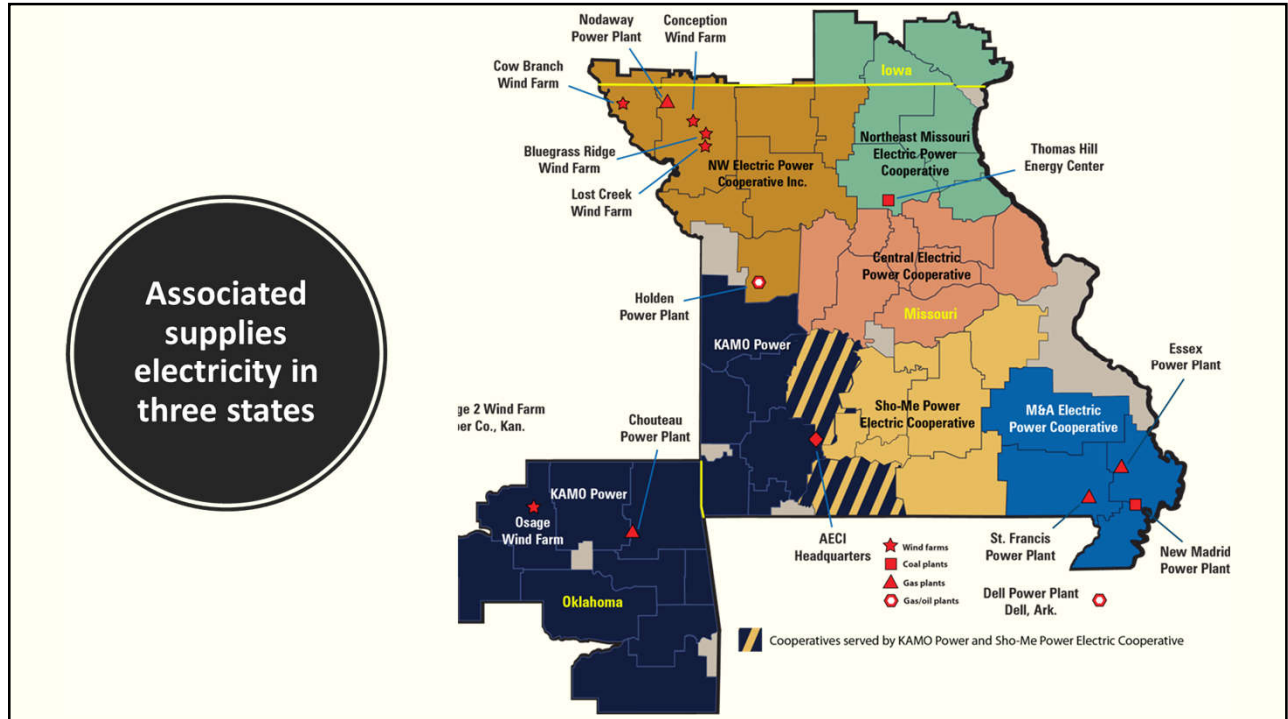 Associated
supplies
electricity in
three states
Nodaway
Power Plant
Conception
Wind Farm
Cow Branch
Wind Farm
Iowa
Bluegrass Ridge
Wind Farm
NW Electric Power
Cooperative Inc.
Northeast Missouri
Electric Power
Cooperative
Thomas Hill
Energy Center
Lost Creek
Wind Farm
Central Electric
Power Cooperative
Holden
Power Plant
Missouri
KAMO Power
Essex
Power Plant
Sho-Me Power
Electric Cooperative
M&A Electric
Power Cooperative
ge 2 Wind Farm
er Co., Kan.
Chouteau
Power Plant
KAMO Power
Osage
Wind Farm
Oklahoma
AECI
Headquarters
Wind farms
Coal plants
Gas plants
Gas/oil plants
St. Francis
Power Plant
New Madrid
Power Plant
Dell Power Plant
Dell, Ark.
Cooperatives served by KAMO Power and Sho-Me Power Electric Cooperative